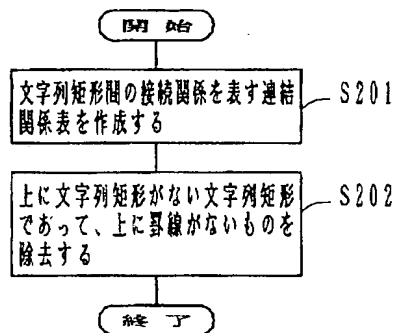 開始
文字列矩形間の接続関係を表す連結
関係表を作成する
S201
上に文字列矩形がない文字列矩形
であって、上に罫線がないものを
除去する
S202
終了